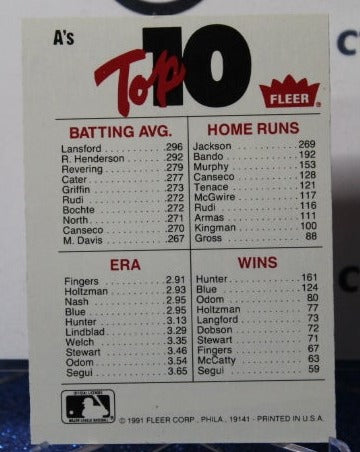 A's
Top 10
FLEER®
BATTING AVG.
Lansford .296
R. Henderson .292
Revering .279
Cater .277
Griffin .273
Rudi .272
Bochte .272
North .271
Canseco .270
M. Davis .267
HOME RUNS
Jackson 269
Bando 192
Murphy 153
Canseco 128
Tenace 121
McGwire 117
Rudi 116
Armas 111
Kingman 100
Gross 88
ERA
Fingers 2.91
Holtzman 2.93
Nash 2.95
Blue 2.95
Hunter 3.13
Lindblad 3.29
Welch 3.35
Stewart 3.46
Odom 3.54
Segui 3.65
WINS
Hunter 161
Blue 124
Odom 80
Holtzman 77
Langford 73
Dobson 72
Stewart 71
Fingers 67
McCatty 63
Segui 59
© 1991 FLEER CORP., PHILA., 19141 - PRINTED IN U.S.A.